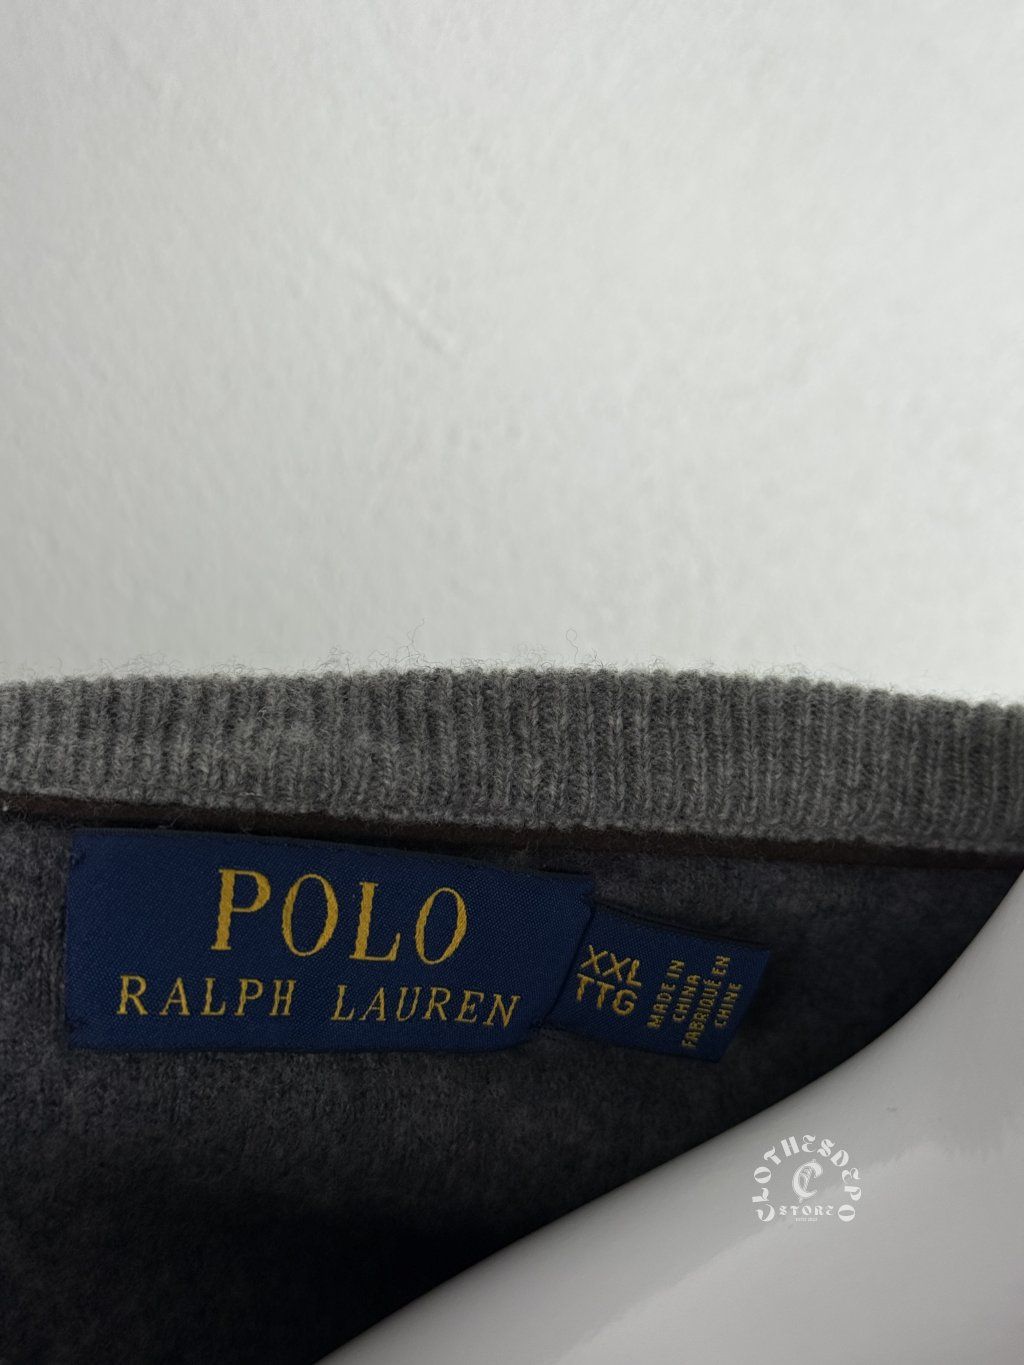 POLO
RALPH LAUREN
XXL
TTG
MADE IN
CHINA
FABRIQUÉ EN
CHINE
CLOTHESDEPO
C
STORE